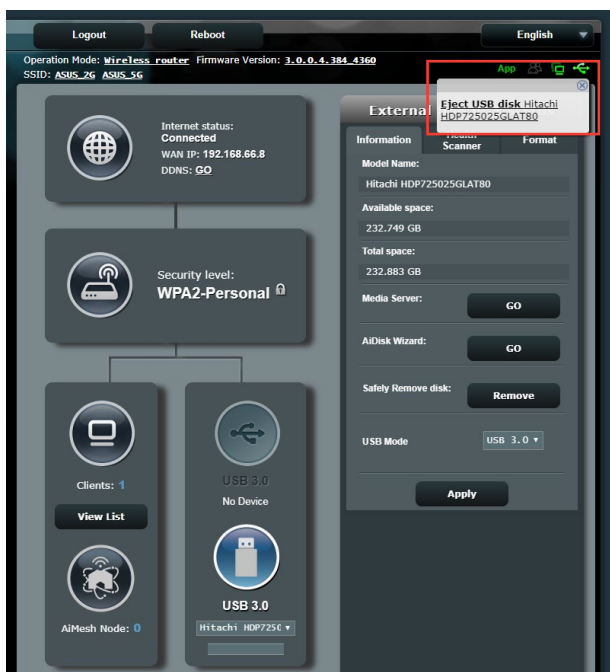 Logout
Reboot
English
Operation Mode: Wireless router Firmware Version: 3.0.0.4.384_4360
SSID: ASUS_2G ASUS_5G
App
Eject USB disk Hitachi
HDP725025GLAT80
External
Internet status:
Connected
WAN IP: 192.168.66.8
DDNS: GO
Security level:
WPA2-Personal
Clients: 1
View List
AiMesh Node: 0
USB 3.0
No Device
USB 3.0
Hitachi HDP725
Information
Scanner
Format
Model Name:
Hitachi HDP725025GLAT80
Available space:
232.749 GB
Total space:
232.883 GB
Media Server:
GO
AiDisk Wizard:
GO
Safely Remove disk:
Remove
USB Mode
USB 3.0
Apply